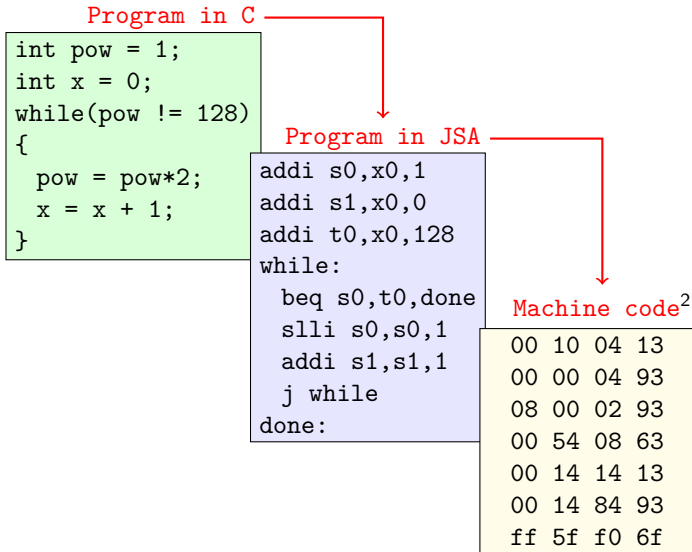 Program in C
int pow = 1;
int x = 0;
while(pow != 128)
{
pow = pow*2;
x = x + 1;
}
Program in JSA
addi s0,x0,1
addi s1,x0,0
addi t0,x0,128
while:
beq s0,t0,done
slli s0,s0,1
addi s1,s1,1
j while
done:
Machine code²
00 10 04 13
00 00 04 93
08 00 02 93
00 54 08 63
00 14 14 13
00 14 84 93
ff 5f f0 6f